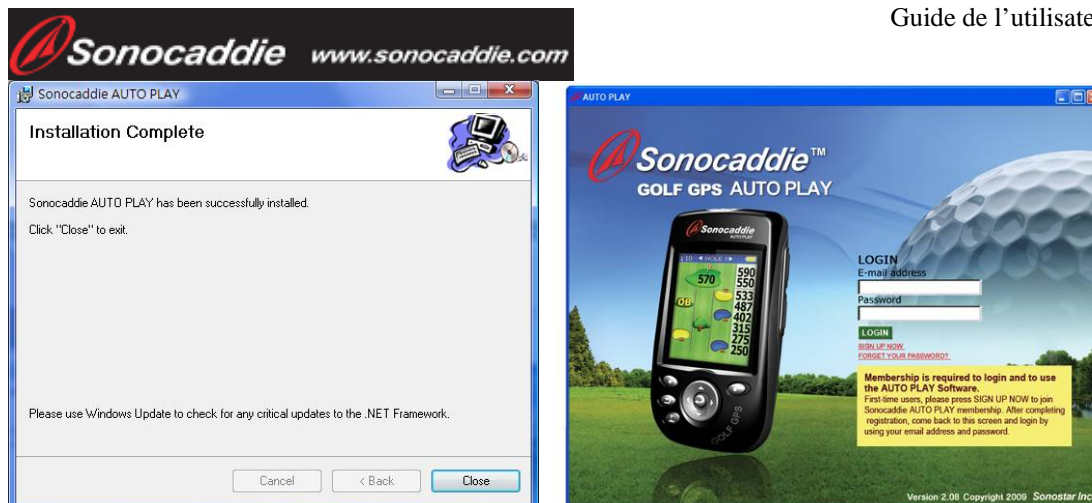 Guide de l'utilisate
Sonocaddie www.sonocaddie.com
Sonocaddie AUTO PLAY
Installation Complete
Sonocaddie AUTO PLAY has been successfully installed.
Click "Close" to exit.
Please use Windows Update to check for any critical updates to the .NET Framework.
Cancel
< Back
Close
AUTO PLAY
Sonocaddie™
GOLF GPS AUTO PLAY
Sonocaddie
AUTO PLAY
HOLE 1
570
OB
590
550
533
487
402
315
275
250
GOLF GPS
LOGIN
E-mail address
Password
LOGIN
SIGN UP NOW.
FORGET YOUR PASSWORD?
Membership is required to login and to use
the AUTO PLAY Software.
First-time users, please press SIGN UP NOW to join
Sonocaddie AUTO PLAY membership. After completing
registration, come back to this screen and login by
using your email address and password.
Version 2.08 Copyright 2009 Sonostar Inc